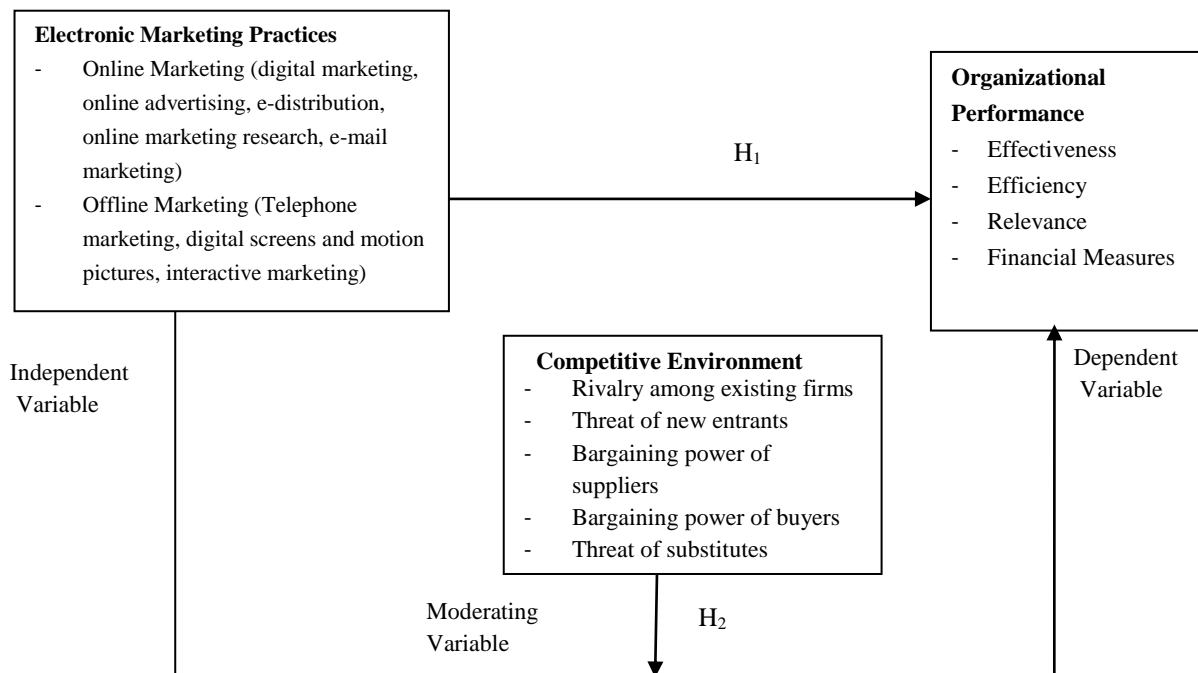 Electronic Marketing Practices
- Online Marketing (digital marketing,
online advertising, e-distribution,
online marketing research, e-mail
marketing)
- Offline Marketing (Telephone
marketing, digital screens and motion
pictures, interactive marketing)
H1
Organizational
Performance
- Effectiveness
- Efficiency
- Relevance
- Financial Measures
Independent
Variable
Competitive Environment
- Rivalry among existing firms
- Threat of new entrants
- Bargaining power of
suppliers
- Bargaining power of buyers
- Threat of substitutes
Dependent
Variable
Moderating
Variable
H2